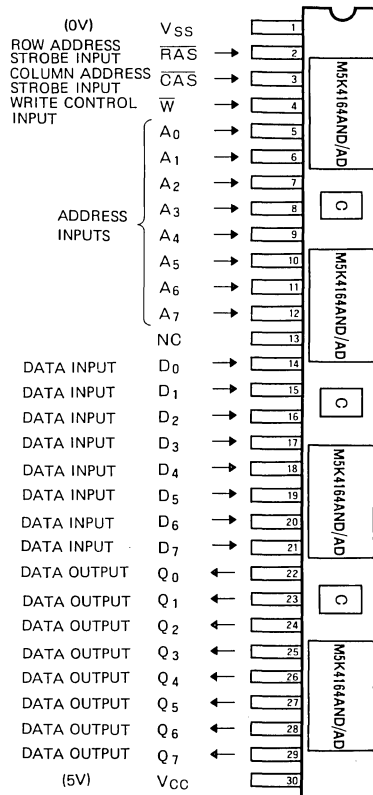 (0V) VSS 1
ROW ADDRESS
STROBE INPUT RAS → 2
COLUMN ADDRESS
STROBE INPUT CAS → 3
WRITE CONTROL
INPUT W → 4
A0 → 5
A1 → 6
A2 → 7
A3 → 8
ADDRESS
INPUTS
A4 → 9
A5 → 10
A6 → 11
A7 → 12
NC 13
DATA INPUT D0 → 14
DATA INPUT D1 → 15
DATA INPUT D2 → 16
DATA INPUT D3 → 17
DATA INPUT D4 → 18
DATA INPUT D5 → 19
DATA INPUT D6 → 20
DATA INPUT D7 → 21
DATA OUTPUT Q0 ← 22
DATA OUTPUT Q1 ← 23
DATA OUTPUT Q2 ← 24
DATA OUTPUT Q3 ← 25
DATA OUTPUT Q4 ← 26
DATA OUTPUT Q5 ← 27
DATA OUTPUT Q6 ← 28
DATA OUTPUT Q7 ← 29
(5V) VCC 30
M5K4164AND/AD
C
M5K4164AND/AD
C
M5K4164AND/AD
C
M5K4164AND/AD